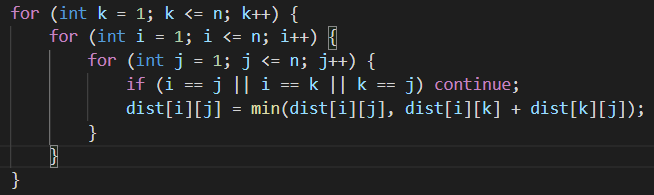 for (int k = 1; k <= n; k++) {
    for (int i = 1; i <= n; i++) {
        for (int j = 1; j <= n; j++) {
            if (i == j || i == k || k == j) continue;
            dist[i][j] = min(dist[i][j], dist[i][k] + dist[k][j]);
        }
    }
}